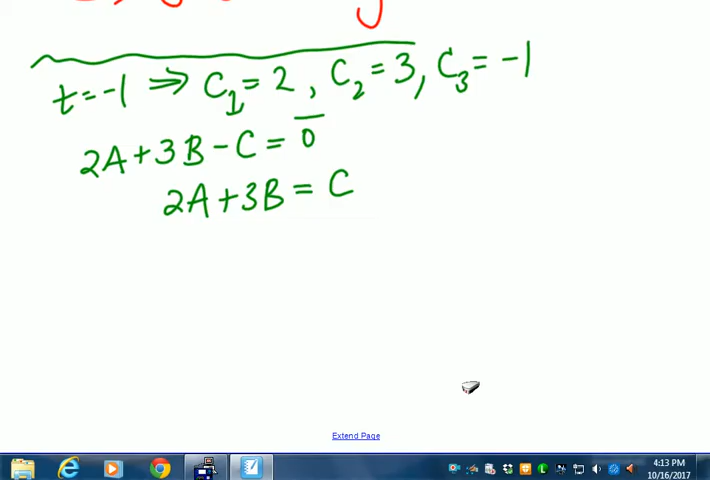 t = -1 ⇒ C₁ = 2, C₂ = 3, C₃ = -1
2A + 3B - C = 0̅
2A + 3B = C
Extend Page
4:13 PM
10/16/2017